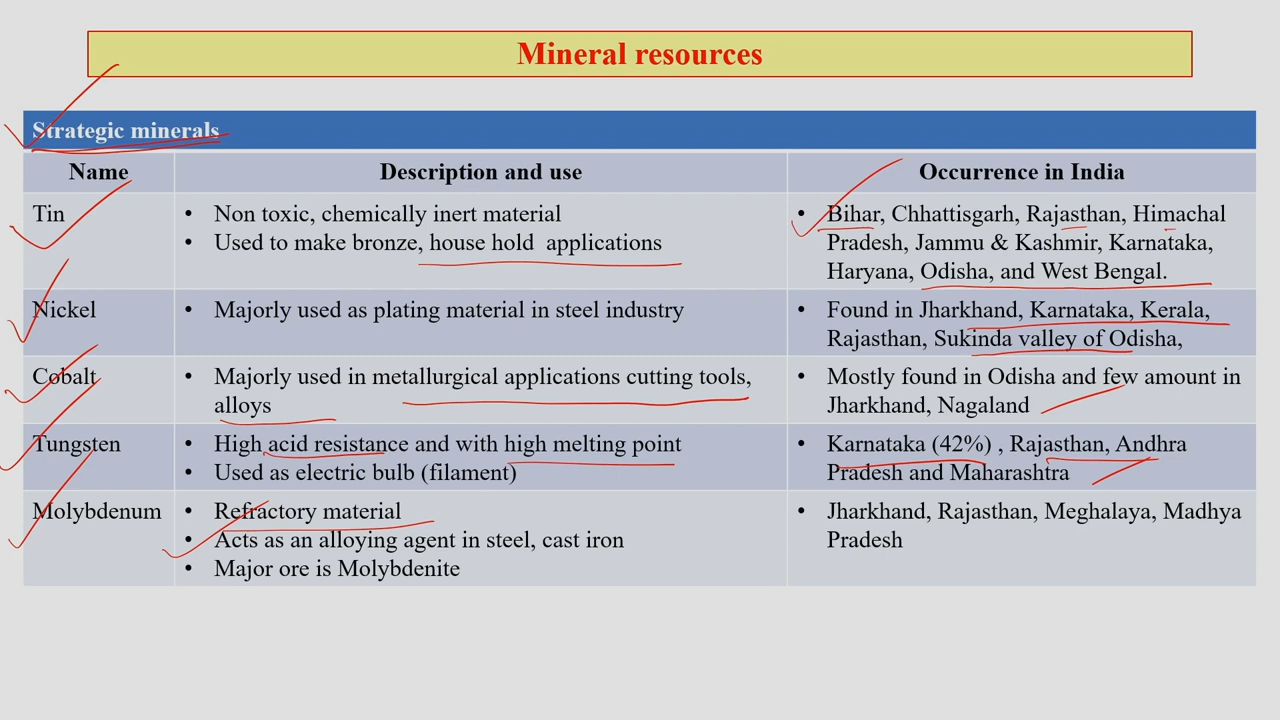 Mineral resources
Strategic minerals
Name
Description and use
Occurrence in India
Tin
• Non toxic, chemically inert material
• Used to make bronze, house hold applications
• Bihar, Chhattisgarh, Rajasthan, Himachal
Pradesh, Jammu & Kashmir, Karnataka,
Haryana, Odisha, and West Bengal.
Nickel
• Majorly used as plating material in steel industry
• Found in Jharkhand, Karnataka, Kerala,
Rajasthan, Sukinda valley of Odisha,
Cobalt
• Majorly used in metallurgical applications cutting tools,
alloys
• Mostly found in Odisha and few amount in
Jharkhand, Nagaland
Tungsten
• High acid resistance and with high melting point
• Used as electric bulb (filament)
• Karnataka (42%) , Rajasthan, Andhra
Pradesh and Maharashtra
Molybdenum
• Refractory material
• Acts as an alloying agent in steel, cast iron
• Major ore is Molybdenite
• Jharkhand, Rajasthan, Meghalaya, Madhya
Pradesh